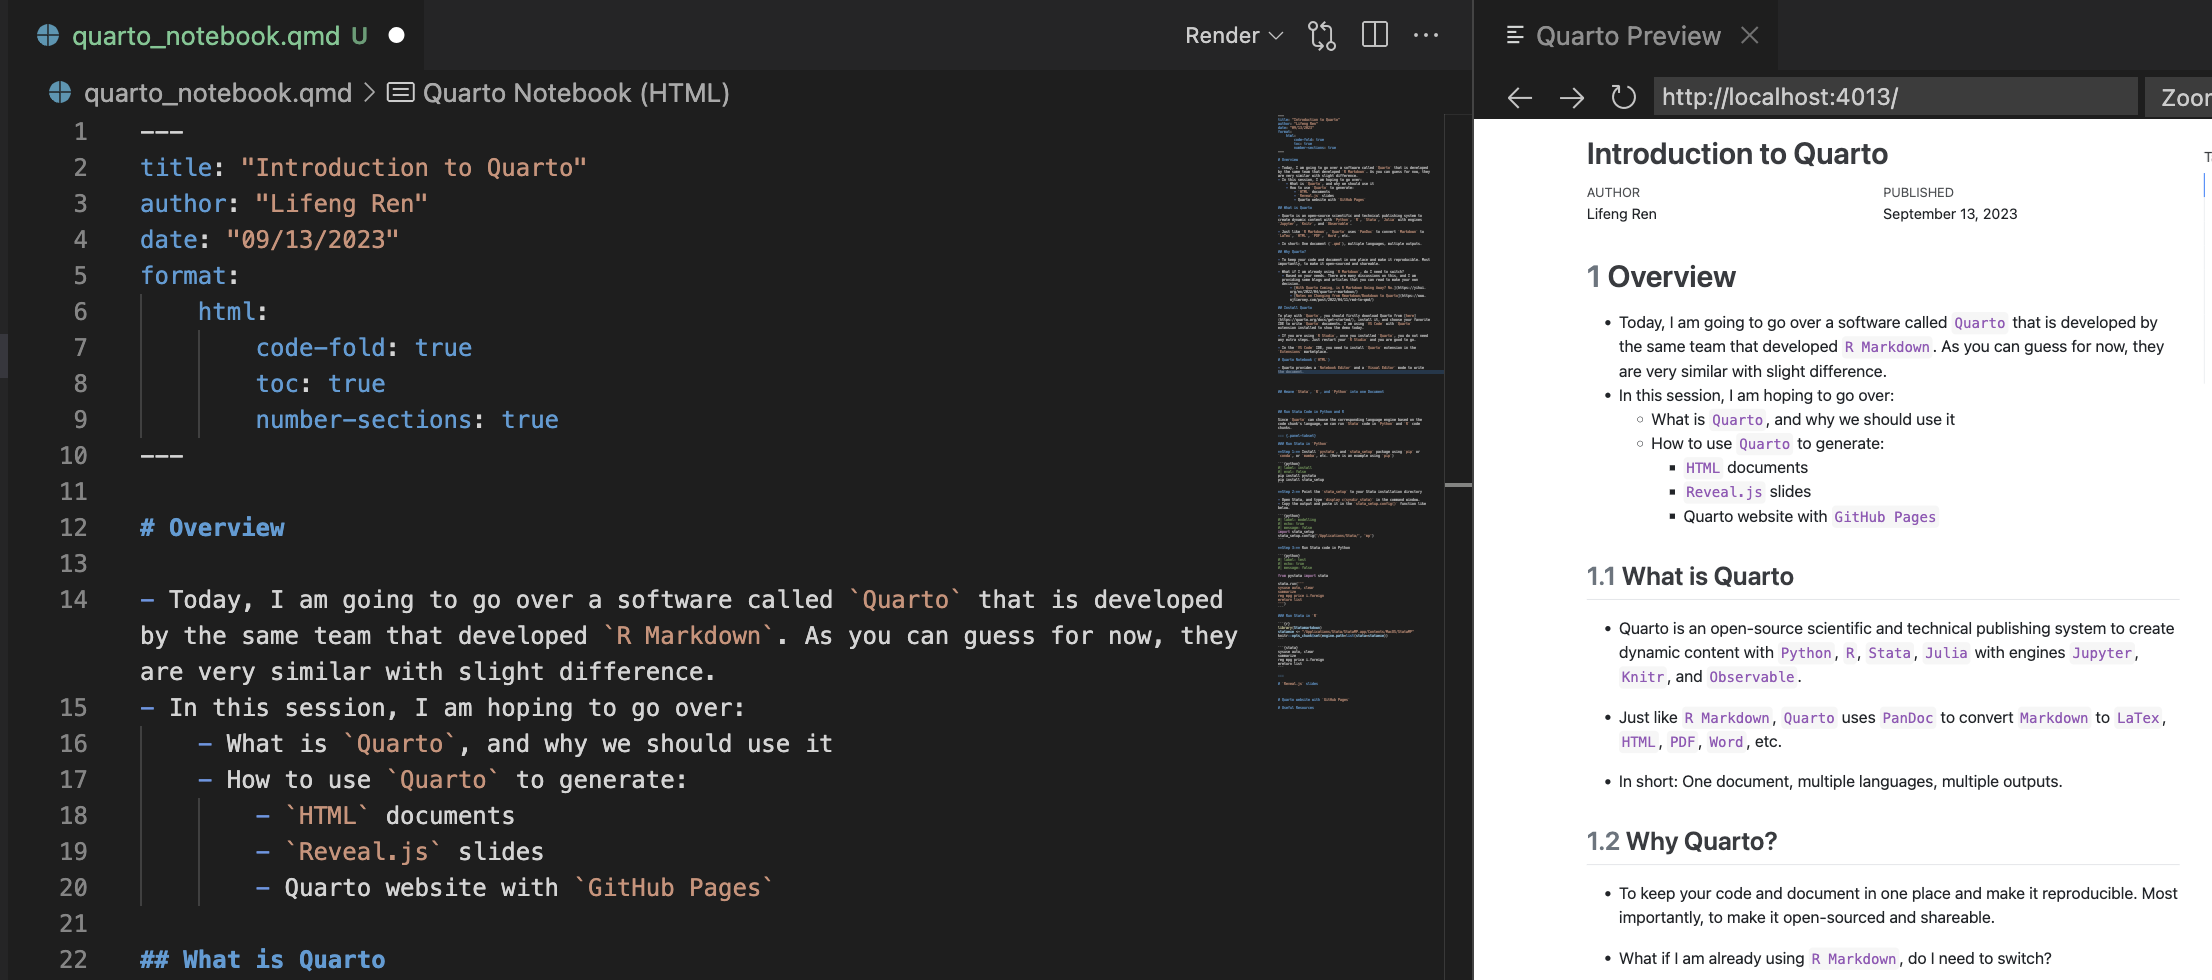 quarto_notebook.qmd U
Render
quarto_notebook.qmd > Quarto Notebook (HTML)
1 ---
2 title: "Introduction to Quarto"
3 author: "Lifeng Ren"
4 date: "09/13/2023"
5 format:
6 html:
7 code-fold: true
8 toc: true
9 number-sections: true
10 ---
11
12 # Overview
13
14 - Today, I am going to go over a software called `Quarto` that is developed
by the same team that developed `R Markdown`. As you can guess for now, they
are very similar with slight difference.
15 - In this session, I am hoping to go over:
16 - What is `Quarto`, and why we should use it
17 - How to use `Quarto` to generate:
18 - `HTML` documents
19 - `Reveal.js` slides
20 - Quarto website with `GitHub Pages`
21
22 ## What is Quarto
Quarto Preview
http://localhost:4013/
Introduction to Quarto
AUTHOR PUBLISHED
Lifeng Ren September 13, 2023
1 Overview
• Today, I am going to go over a software called Quarto that is developed by
the same team that developed R Markdown. As you can guess for now, they
are very similar with slight difference.
• In this session, I am hoping to go over:
○ What is Quarto, and why we should use it
○ How to use Quarto to generate:
▪ HTML documents
▪ Reveal.js slides
▪ Quarto website with GitHub Pages
1.1 What is Quarto
• Quarto is an open-source scientific and technical publishing system to create
dynamic content with Python, R, Stata, Julia with engines Jupyter,
Knitr, and Observable.
• Just like R Markdown, Quarto uses PanDoc to convert Markdown to LaTex,
HTML, PDF, Word, etc.
• In short: One document, multiple languages, multiple outputs.
1.2 Why Quarto?
• To keep your code and document in one place and make it reproducible. Most
importantly, to make it open-sourced and shareable.
• What if I am already using R Markdown, do I need to switch?